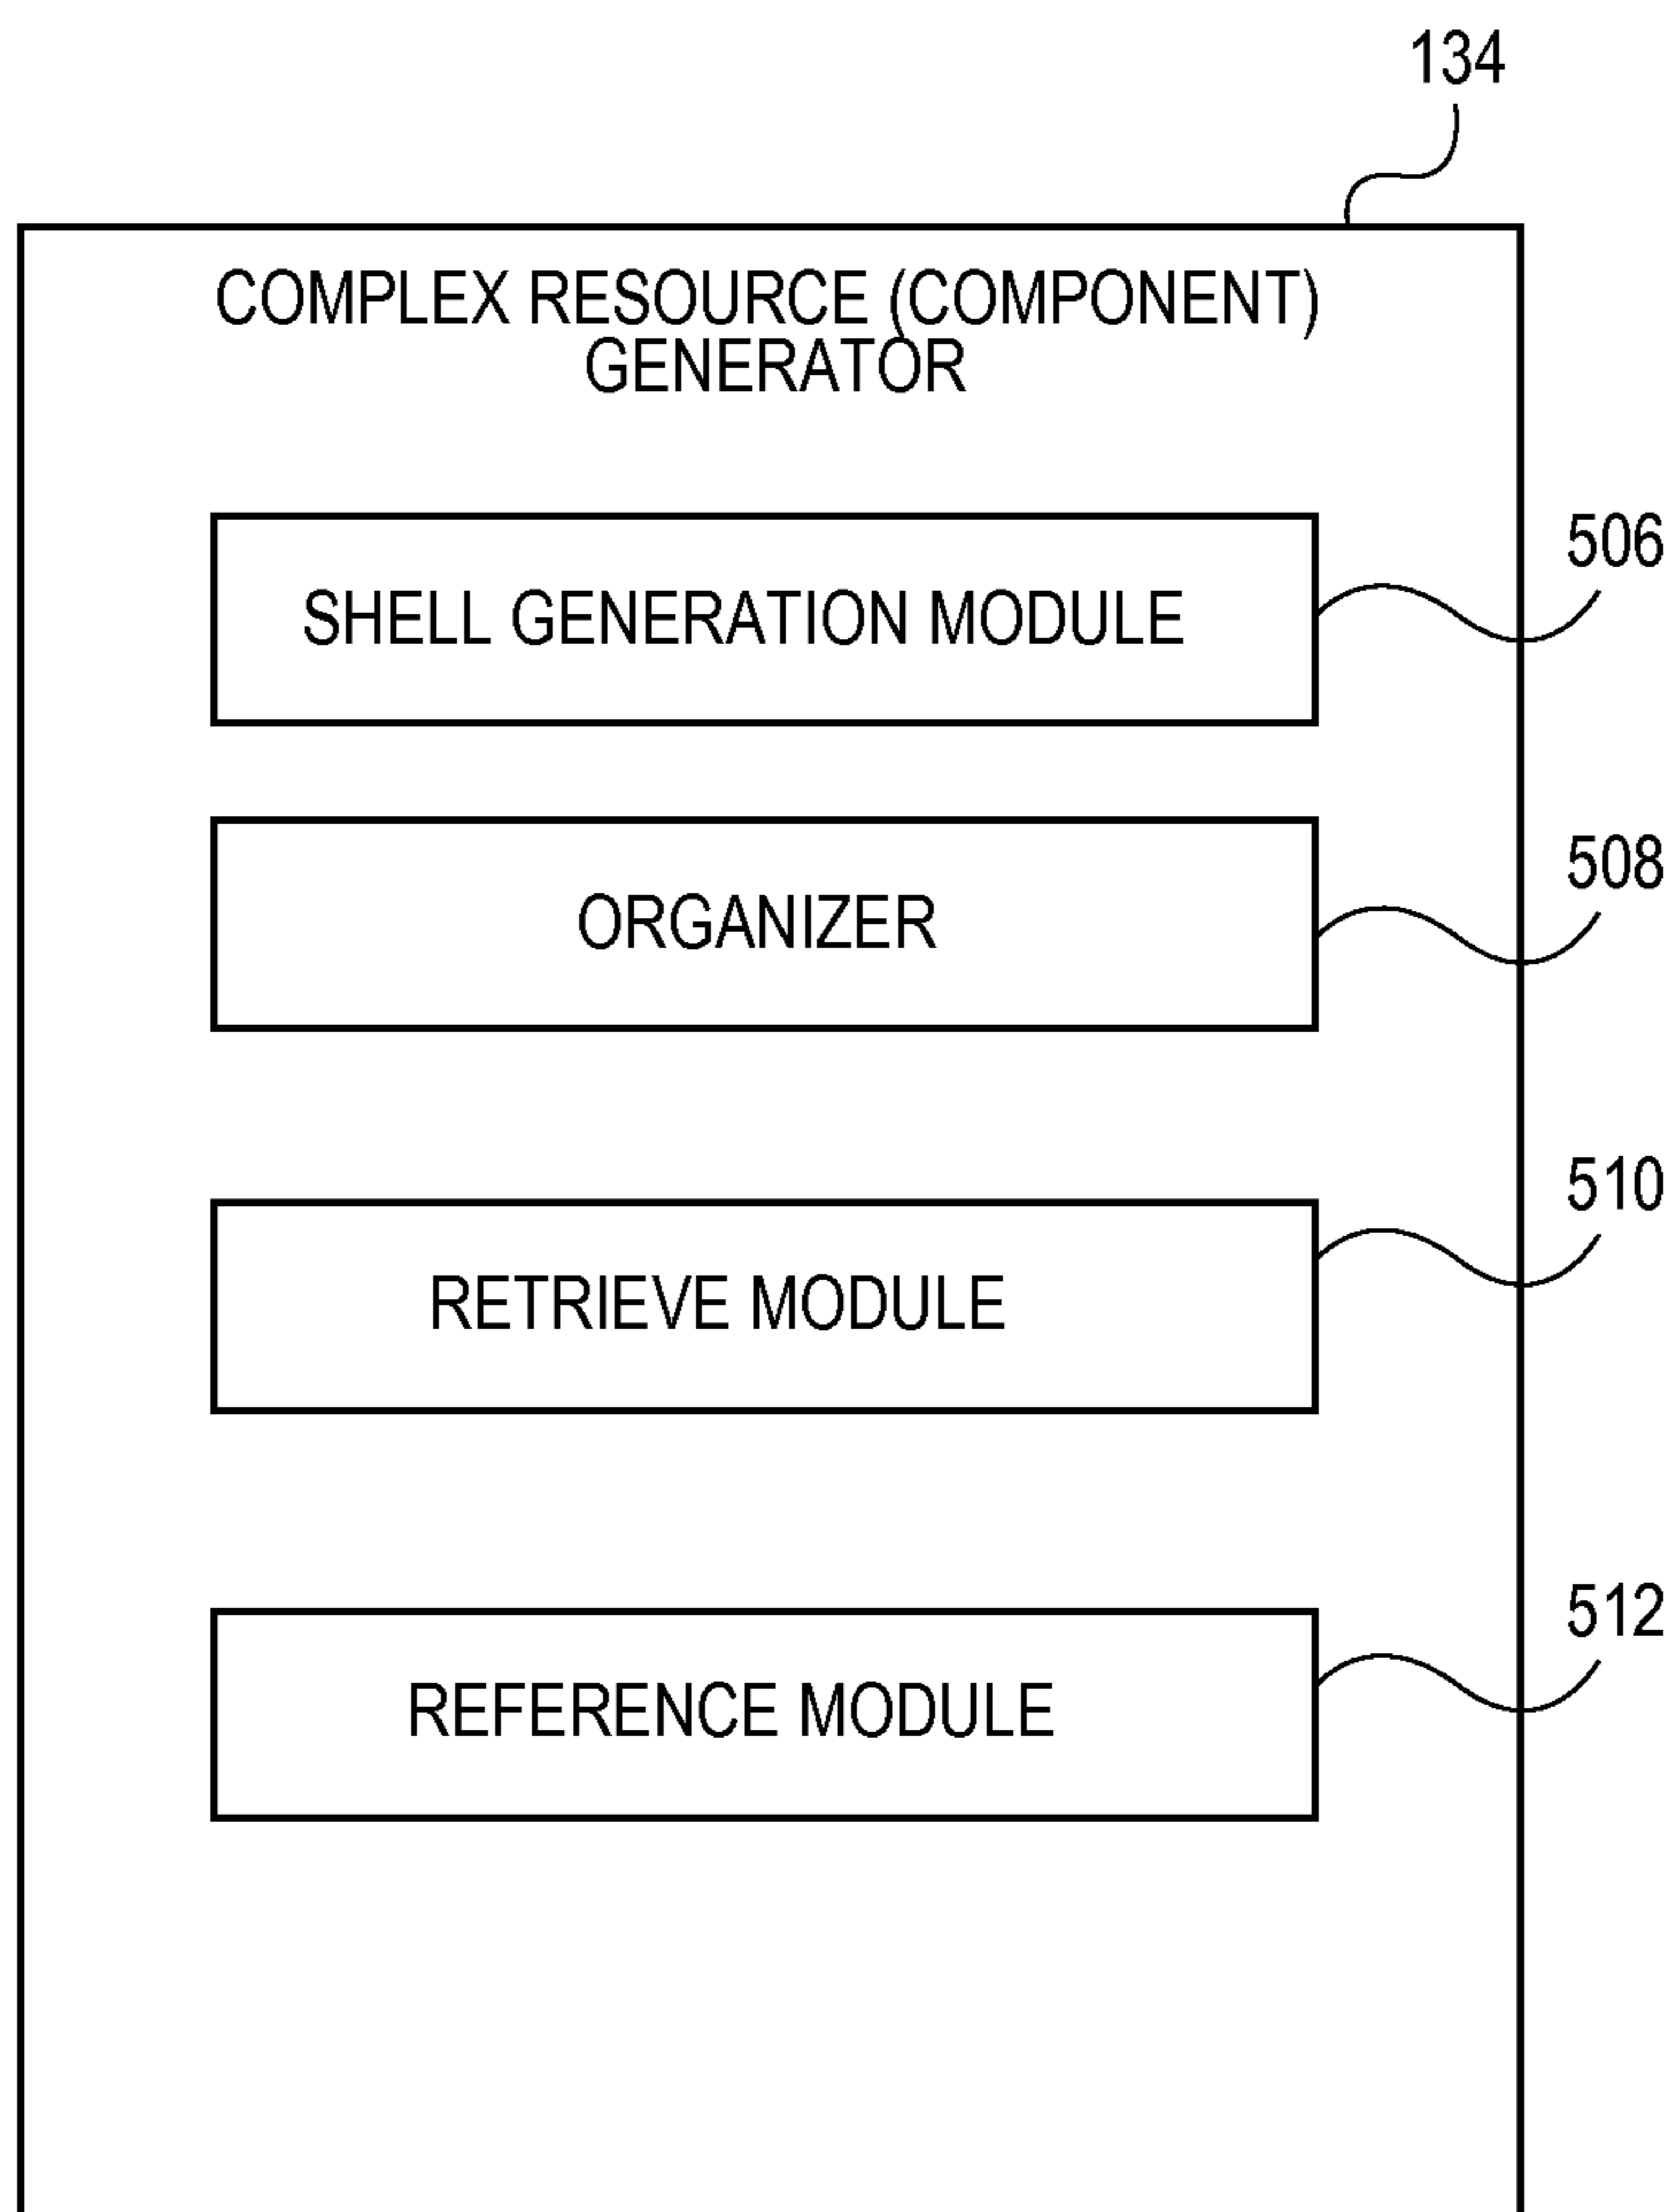 134
COMPLEX RESOURCE (COMPONENT)
GENERATOR
SHELL GENERATION MODULE
506
ORGANIZER
508
RETRIEVE MODULE
510
REFERENCE MODULE
512